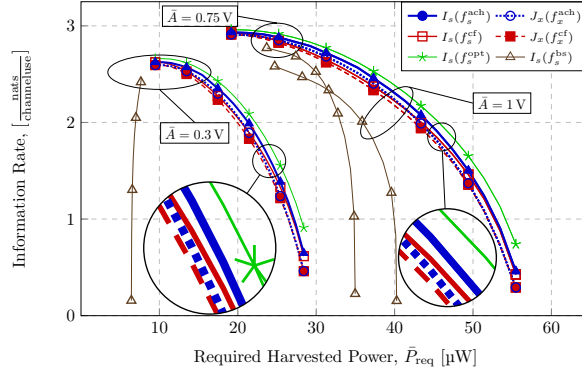 Ā = 0.75 V
I_s(f_s^ach) J_x(f_x^ach)
I_s(f_s^cf) J_x(f_x^cf)
I_s(f_s^opt) I_s(f_s^bs)
Ā = 1 V
Ā = 0.3 V
3
2
1
0
10 20 30 40 50 60
Information Rate, [nats/channeluse]
Required Harvested Power, P̄_req [µW]